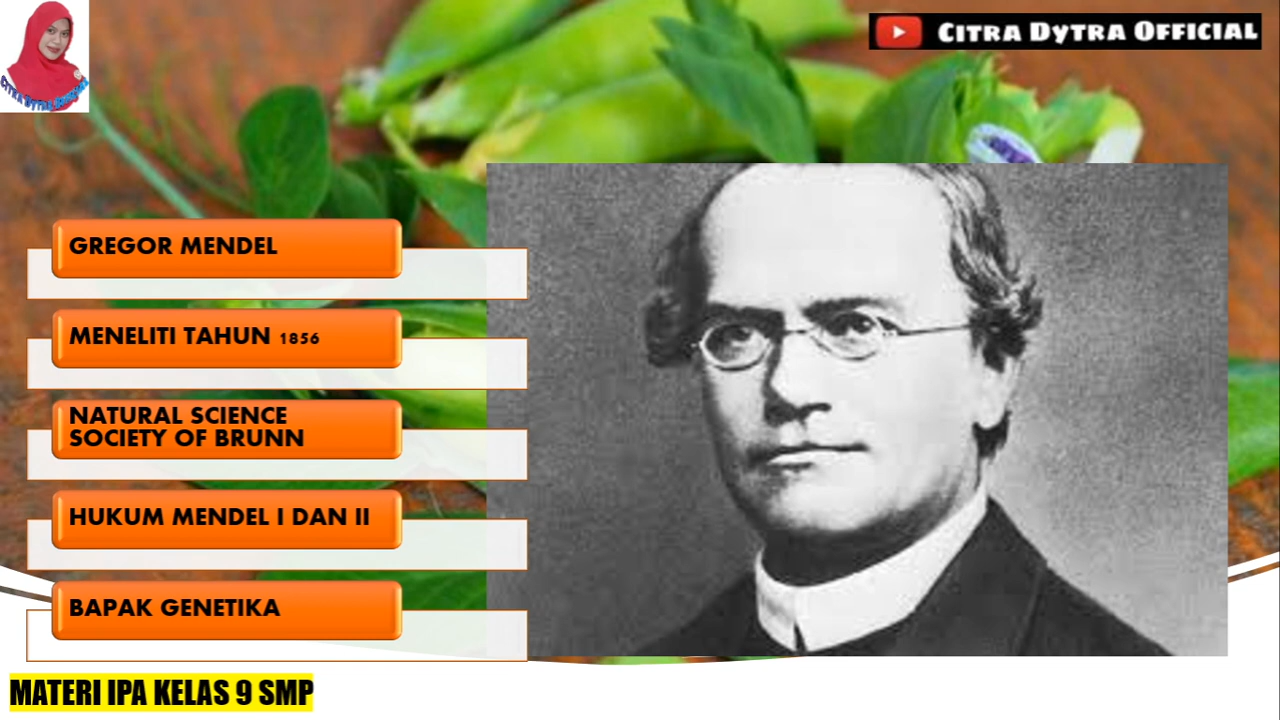 CITRA DYTRA OFFICIAL
GREGOR MENDEL
MENELITI TAHUN 1856
NATURAL SCIENCE
SOCIETY OF BRUNN
HUKUM MENDEL I DAN II
BAPAK GENETIKA
MATERI IPA KELAS 9 SMP